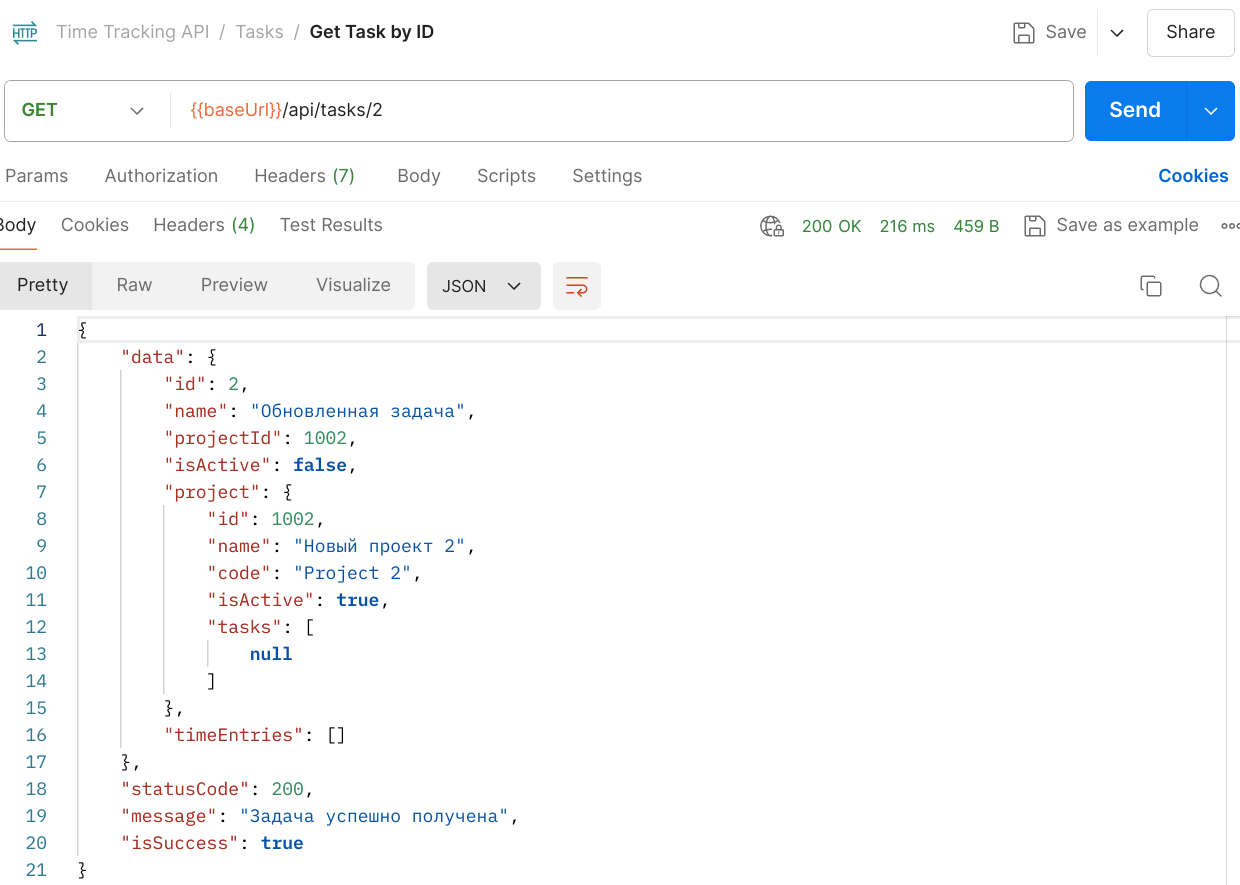 HTTP Time Tracking API / Tasks / Get Task by ID Save Share
GET {{baseUrl}}/api/tasks/2 Send
Params Authorization Headers (7) Body Scripts Settings Cookies
Body Cookies Headers (4) Test Results 200 OK 216 ms 459 B Save as example
Pretty Raw Preview Visualize JSON
1 {
2 "data": {
3 "id": 2,
4 "name": "Обновленная задача",
5 "projectId": 1002,
6 "isActive": false,
7 "project": {
8 "id": 1002,
9 "name": "Новый проект 2",
10 "code": "Project 2",
11 "isActive": true,
12 "tasks": [
13 null
14 ]
15 },
16 "timeEntries": []
17 },
18 "statusCode": 200,
19 "message": "Задача успешно получена",
20 "isSuccess": true
21 }